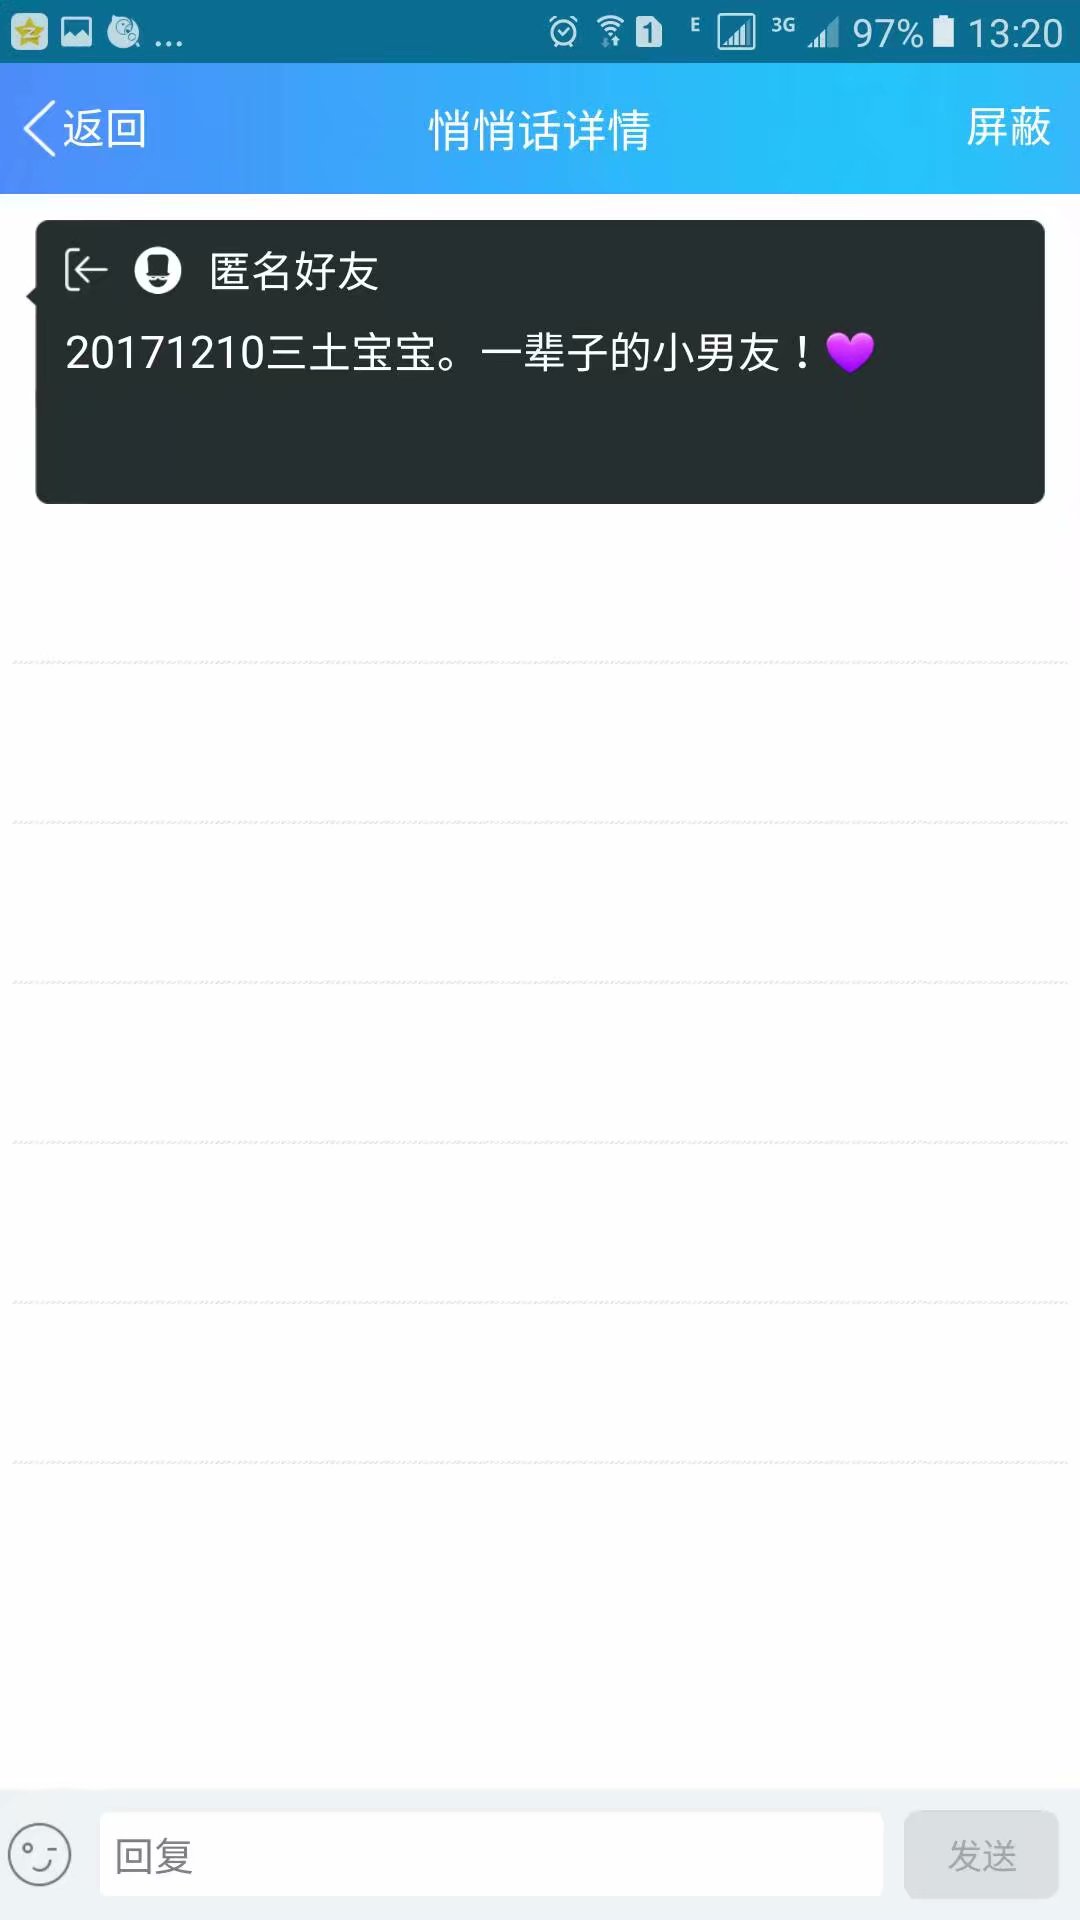 ... 1 E 3G 97% 13:20
返回 悄悄话详情 屏蔽
匿名好友
20171210三土宝宝。一辈子的小男友！💜
回复 发送